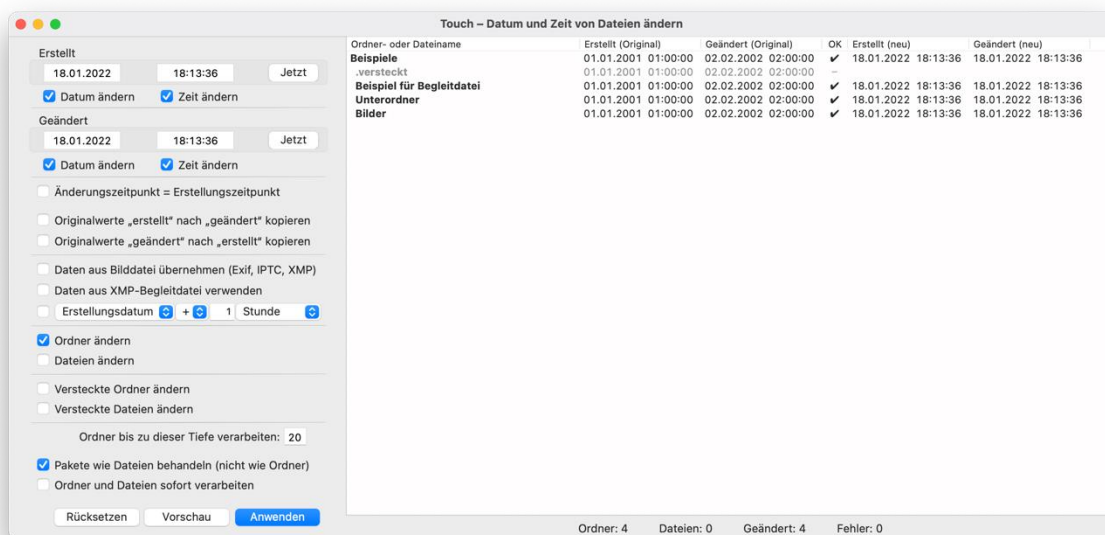 Touch – Datum und Zeit von Dateien ändern
Erstellt
18.01.2022 18:13:36 Jetzt
Datum ändern Zeit ändern
Geändert
18.01.2022 18:13:36 Jetzt
Datum ändern Zeit ändern
Änderungszeitpunkt = Erstellungszeitpunkt
Originalwerte „erstellt“ nach „geändert“ kopieren
Originalwerte „geändert“ nach „erstellt“ kopieren
Daten aus Bilddatei übernehmen (Exif, IPTC, XMP)
Daten aus XMP-Begleitdatei verwenden
Erstellungsdatum + 1 Stunde
Ordner ändern
Dateien ändern
Versteckte Ordner ändern
Versteckte Dateien ändern
Ordner bis zu dieser Tiefe verarbeiten: 20
Pakete wie Dateien behandeln (nicht wie Ordner)
Ordner und Dateien sofort verarbeiten
Rücksetzen Vorschau Anwenden
Ordner- oder Dateiname Erstellt (Original) Geändert (Original) OK Erstellt (neu) Geändert (neu)
Beispiele 01.01.2001 01:00:00 02.02.2002 02:00:00 ✔ 18.01.2022 18:13:36 18.01.2022 18:13:36
.versteckt 01.01.2001 01:00:00 02.02.2002 02:00:00 –
Beispiel für Begleitdatei 01.01.2001 01:00:00 02.02.2002 02:00:00 ✔ 18.01.2022 18:13:36 18.01.2022 18:13:36
Unterordner 01.01.2001 01:00:00 02.02.2002 02:00:00 ✔ 18.01.2022 18:13:36 18.01.2022 18:13:36
Bilder 01.01.2001 01:00:00 02.02.2002 02:00:00 ✔ 18.01.2022 18:13:36 18.01.2022 18:13:36
Ordner: 4 Dateien: 0 Geändert: 4 Fehler: 0